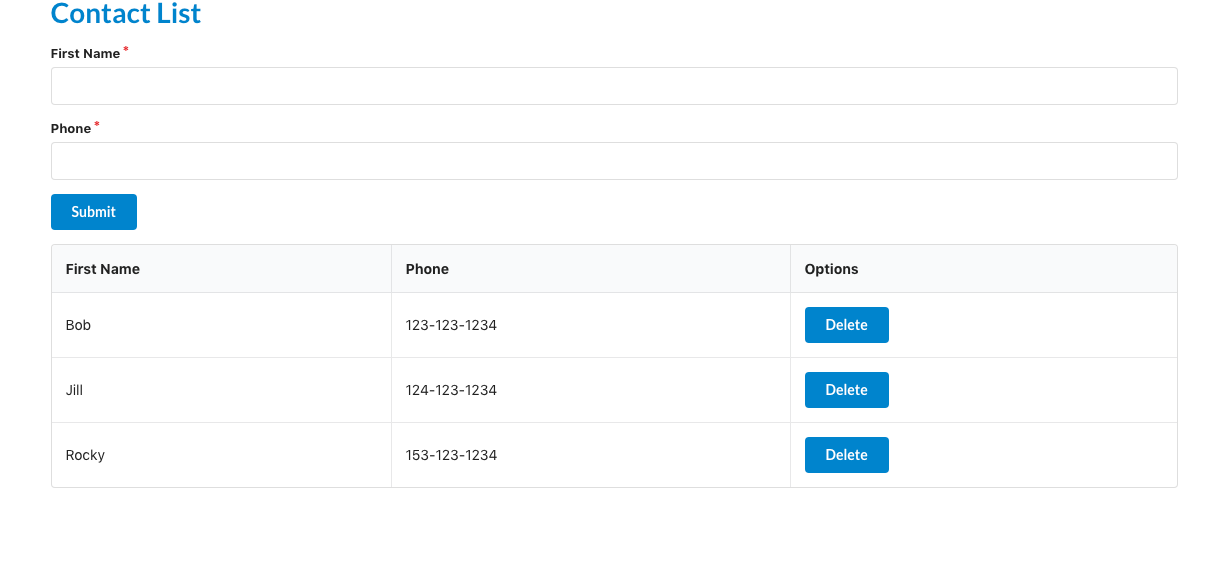 Contact List
First Name *
Phone *
Submit
First Name Phone Options
Bob 123-123-1234 Delete
Jill 124-123-1234 Delete
Rocky 153-123-1234 Delete